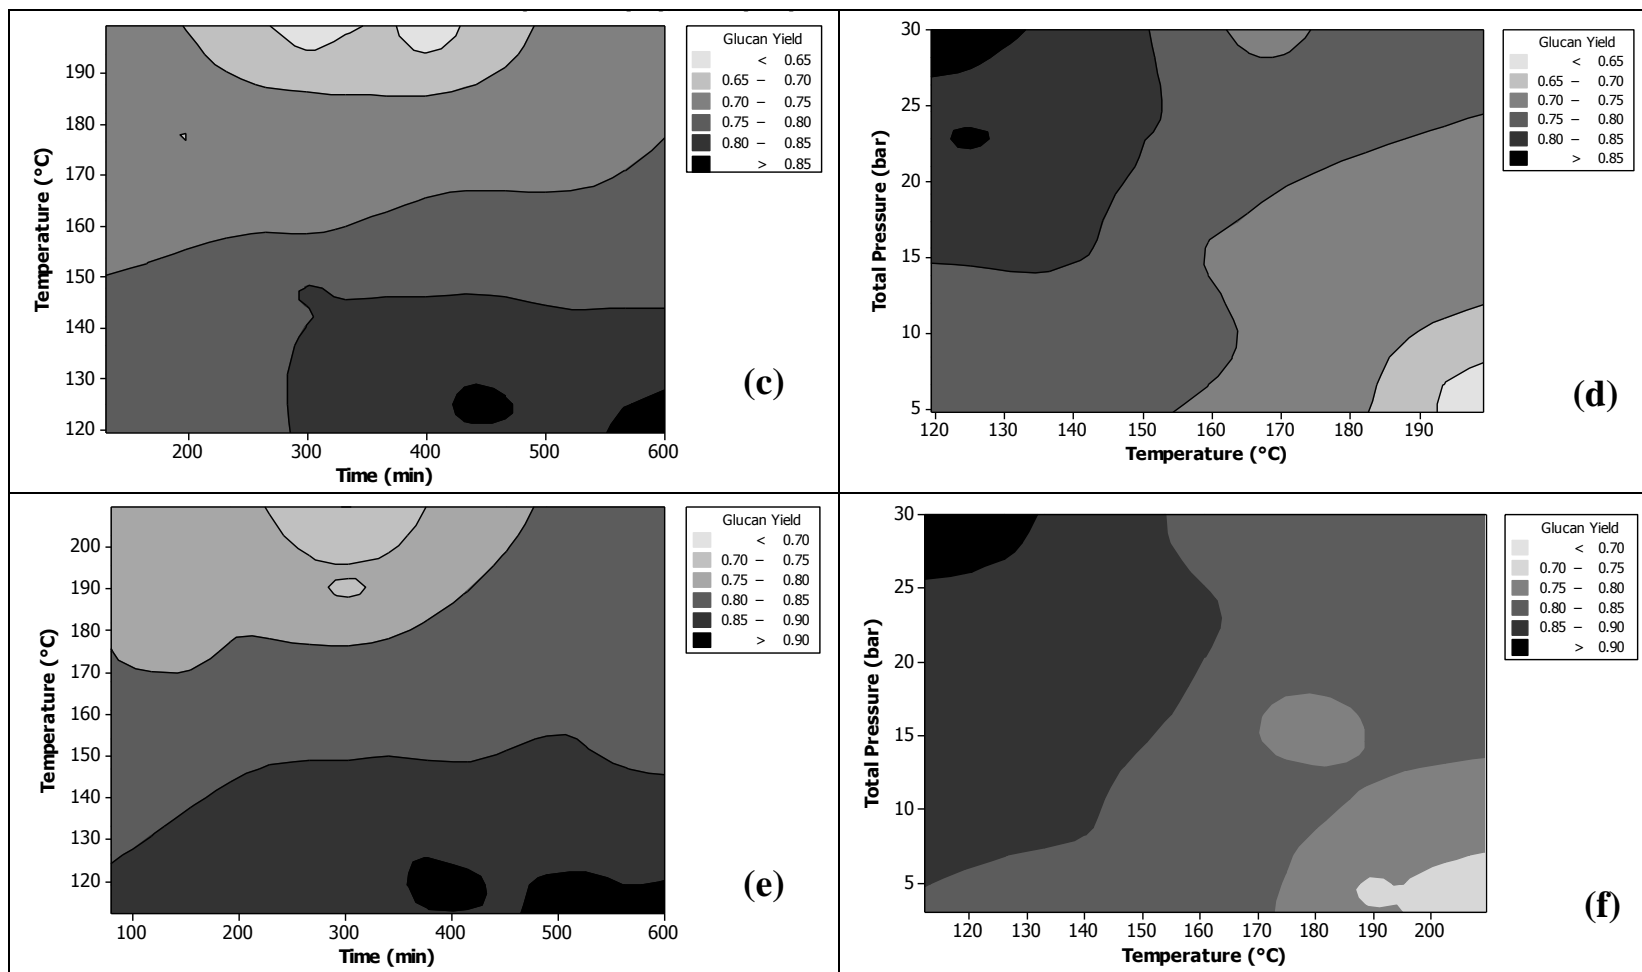 Glucan Yield
< 0.65
0.65 – 0.70
0.70 – 0.75
0.75 – 0.80
0.80 – 0.85
> 0.85
190
180
170
160
150
140
130
120
Temperature (°C)
200 300 400 500 600
Time (min)
(c)
Glucan Yield
< 0.65
0.65 – 0.70
0.70 – 0.75
0.75 – 0.80
0.80 – 0.85
> 0.85
30
25
20
15
10
5
Total Pressure (bar)
120 130 140 150 160 170 180 190
Temperature (°C)
(d)
Glucan Yield
< 0.70
0.70 – 0.75
0.75 – 0.80
0.80 – 0.85
0.85 – 0.90
> 0.90
200
190
180
170
160
150
140
130
120
Temperature (°C)
100 200 300 400 500 600
Time (min)
(e)
Glucan Yield
< 0.70
0.70 – 0.75
0.75 – 0.80
0.80 – 0.85
0.85 – 0.90
> 0.90
30
25
20
15
10
5
Total Pressure (bar)
120 130 140 150 160 170 180 190 200
Temperature (°C)
(f)